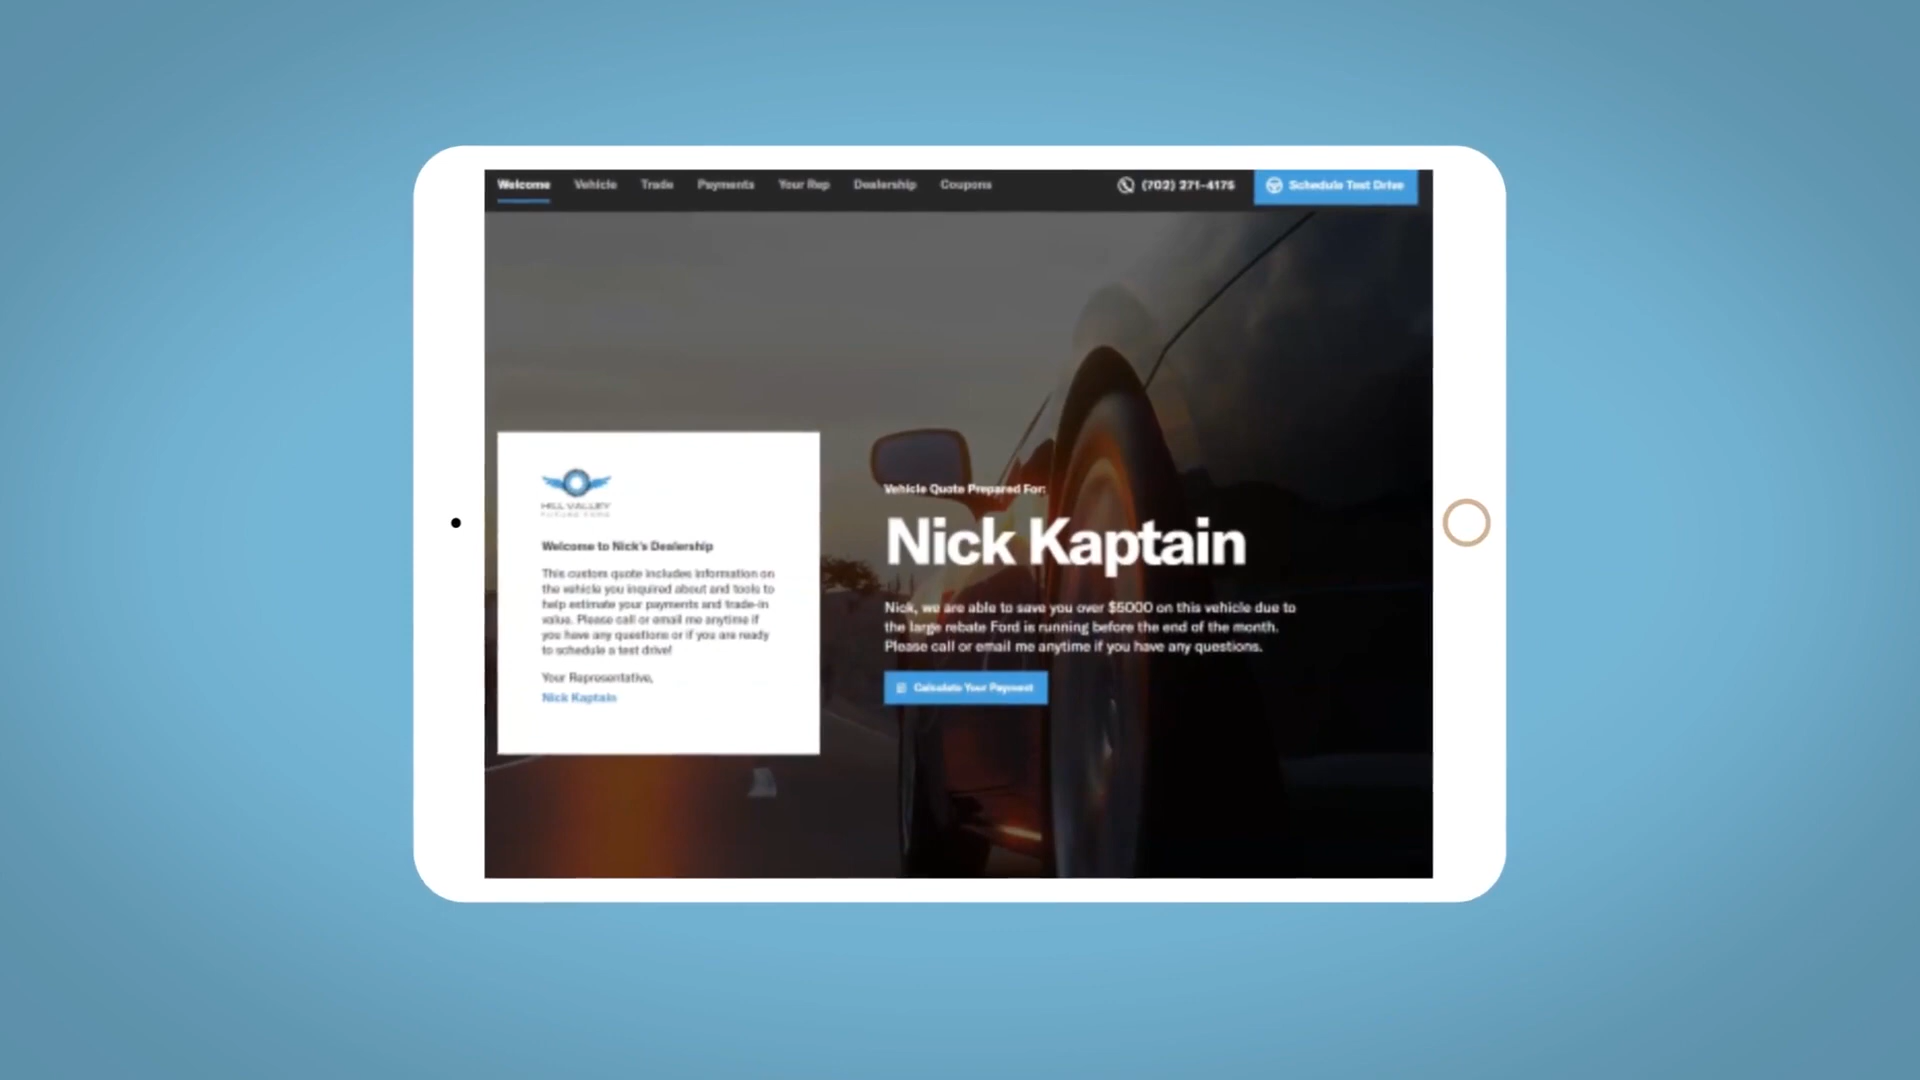 Welcome Vehicle Trade Payments Your Rep Dealership Coupons (702) 271-4175 Schedule Test Drive
HILL VALLEY
Welcome to Nick's Dealership
This custom quote includes information on
the vehicle you inquired about and tools to
help estimate your payments and trade-in
value. Please call or email me anytime if
you have any questions or if you are ready
to schedule a test drive!
Your Representative,
Nick Kaptain
Vehicle Quote Prepared For:
Nick Kaptain
Nick, we are able to save you over $5000 on this vehicle due to
the large rebate Ford is running before the end of the month.
Please call or email me anytime if you have any questions.
Calculate Your Payment